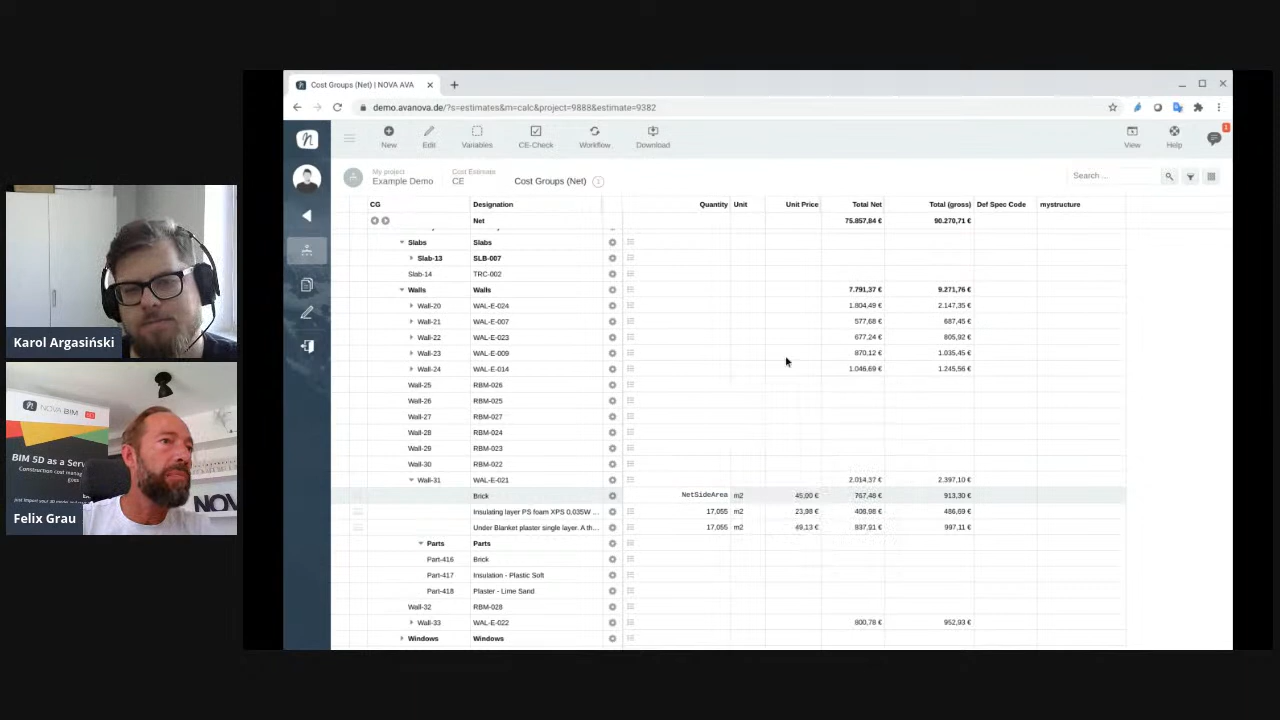 Cost Groups (Net) | NOVA AVA
demo.avanova.de/?s=estimates&m=calc&project=9888&estimate=9382
New Edit Variables CE-Check Workflow Download View Help 1
My project Cost Estimate
Example Demo CE Cost Groups (Net) 1 Search ...
CG Designation Quantity Unit Unit Price Total Net Total (gross) Def Spec Code mystructure
Net 75.857,84 € 90.270,71 €
Slabs Slabs
Slab-13 SLB-007
Slab-14 TRC-002
Walls Walls 7.791,37 € 9.271,76 €
Wall-20 WAL-E-024 1.804,49 € 2.147,35 €
Wall-21 WAL-E-007 577,68 € 687,45 €
Wall-22 WAL-E-023 677,24 € 805,92 €
Wall-23 WAL-E-009 870,12 € 1.035,45 €
Wall-24 WAL-E-014 1.046,69 € 1.245,56 €
Wall-25 RBM-026
Wall-26 RBM-025
Wall-27 RBM-027
Wall-28 RBM-024
Wall-29 RBM-023
Wall-30 RBM-022
Wall-31 WAL-E-021 2.014,37 € 2.397,10 €
Brick NetSideArea m2 45,00 € 767,48 € 913,30 €
Insulating layer PS foam XPS 0,035W ... 17,055 m2 23,98 € 408,98 € 486,69 €
Under Blanket plaster single layer. A th... 17,055 m2 49,13 € 837,91 € 997,11 €
Parts Parts
Part-416 Brick
Part-417 Insulation - Plastic Soft
Part-418 Plaster - Lime Sand
Wall-32 RBM-028
Wall-33 WAL-E-022 800,78 € 952,93 €
Windows Windows
Karol Argasiński
NOVA BIM
BIM 5D as a Serv
Construction cost manag
goes
NOV
Felix Grau